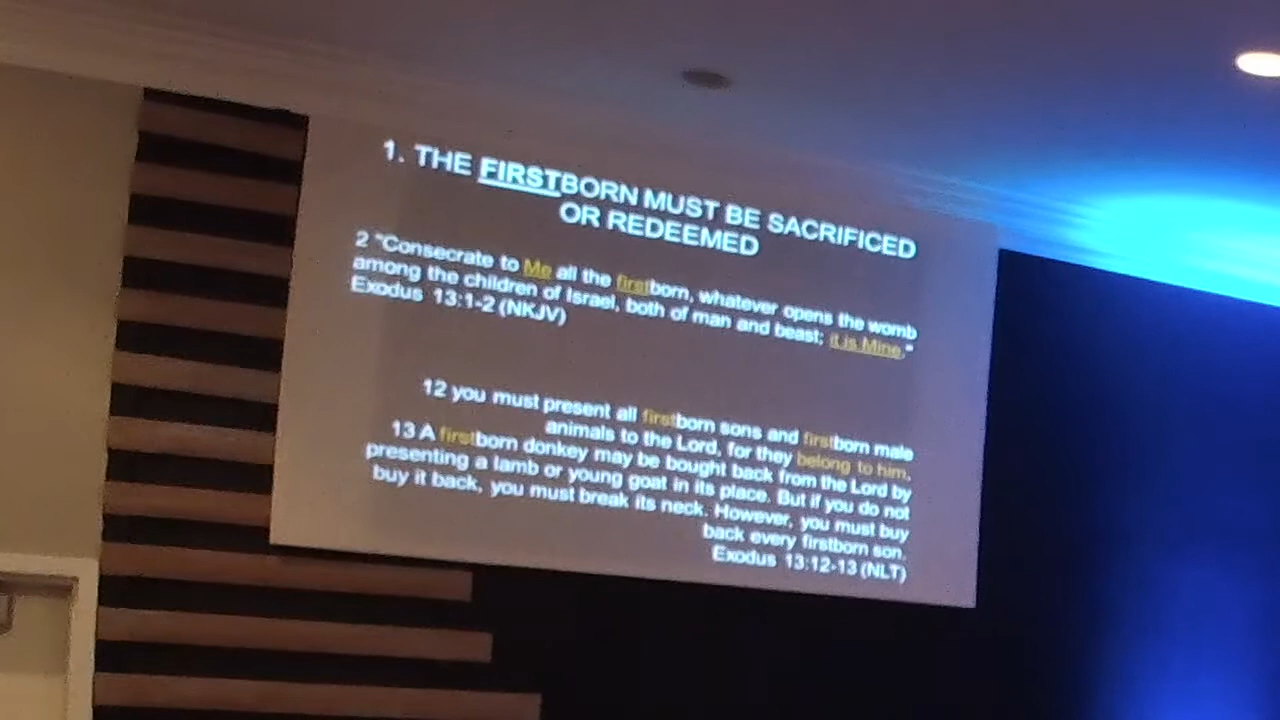 1. THE FIRSTBORN MUST BE SACRIFICED
OR REDEEMED
2 "Consecrate to Me all the firstborn, whatever opens the womb
among the children of Israel, both of man and beast; it is Mine."
Exodus 13:1-2 (NKJV)
12 you must present all firstborn sons and firstborn male
animals to the Lord, for they belong to him.
13 A firstborn donkey may be bought back from the Lord by
presenting a lamb or young goat in its place. But if you do not
buy it back, you must break its neck. However, you must buy
back every firstborn son.
Exodus 13:12-13 (NLT)